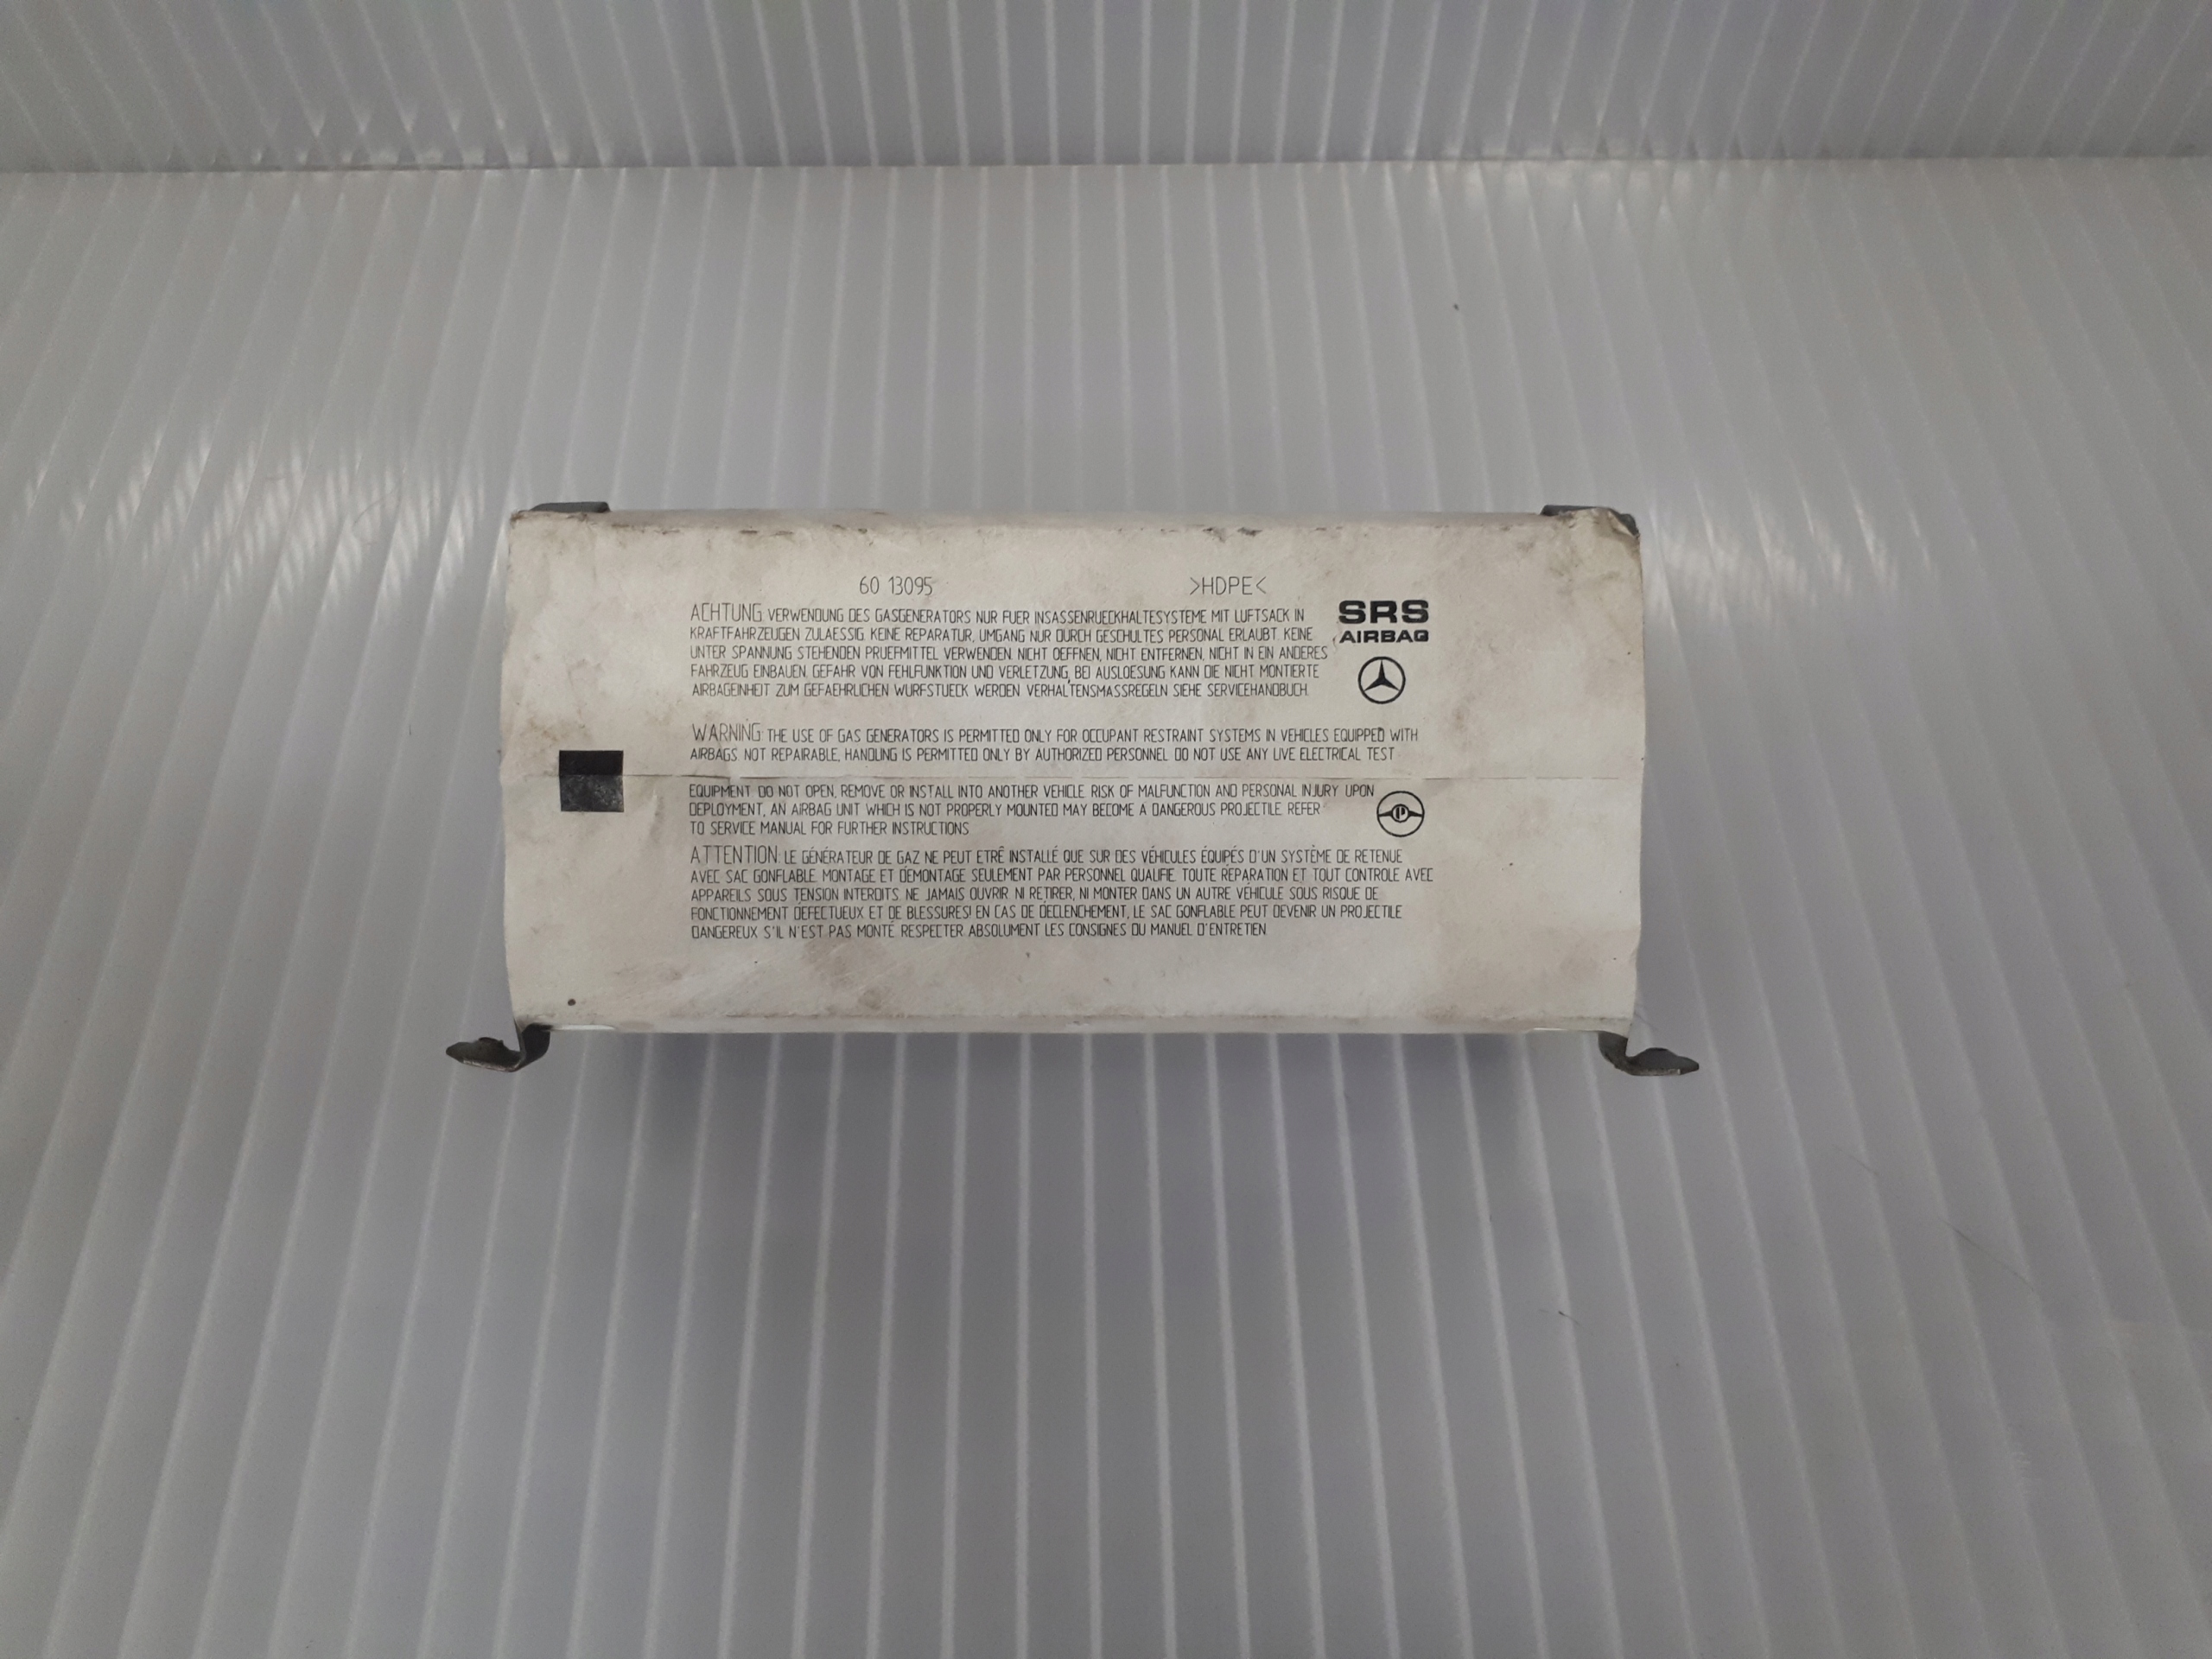 60 13095 >HDPE<
ACHTUNG: VERWENDUNG DES GASGENERATORS NUR FUER INSASSENRUECKHALTESYSTEME MIT LUFTSACK IN
KRAFTFAHRZEUGEN ZULAESSIG. KEINE REPARATUR, UMGANG NUR DURCH GESCHULTES PERSONAL ERLAUBT. KEINE
UNTER SPANNUNG STEHENDEN PRUEFMITTEL VERWENDEN. NICHT OEFFNEN, NICHT ENTFERNEN, NICHT IN EIN ANDERES
FAHRZEUG EINBAUEN. GEFAHR VON FEHLFUNKTION UND VERLETZUNG, BEI AUSLOESUNG KANN DIE NICHT MONTIERTE
AIRBAGEINHEIT ZUM GEFAEHRLICHEN WURFSTUECK WERDEN. VERHALTENSMASSREGELN SIEHE SERVICEHANDBUCH.
SRS
AIRBAG
WARNING: THE USE OF GAS GENERATORS IS PERMITTED ONLY FOR OCCUPANT RESTRAINT SYSTEMS IN VEHICLES EQUIPPED WITH
AIRBAGS. NOT REPAIRABLE, HANDLING IS PERMITTED ONLY BY AUTHORIZED PERSONNEL. DO NOT USE ANY LIVE ELECTRICAL TEST
EQUIPMENT. DO NOT OPEN, REMOVE OR INSTALL INTO ANOTHER VEHICLE. RISK OF MALFUNCTION AND PERSONAL INJURY. UPON
DEPLOYMENT, AN AIRBAG UNIT WHICH IS NOT PROPERLY MOUNTED MAY BECOME A DANGEROUS PROJECTILE. REFER
TO SERVICE MANUAL FOR FURTHER INSTRUCTIONS
P
ATTENTION: LE GÉNÉRATEUR DE GAZ NE PEUT ETRÊ INSTALLÉ QUE SUR DES VÉHICULES ÉQUIPÉS D'UN SYSTÈME DE RETENUE
AVEC SAC GONFLABLE. MONTAGE ET DÉMONTAGE SEULEMENT PAR PERSONNEL QUALIFIE. TOUTE RÉPARATION ET TOUT CONTROLE AVEC
APPAREILS SOUS TENSION INTERDITS. NE JAMAIS OUVRIR NI RETIRER, NI MONTER DANS UN AUTRE VÉHICULE SOUS RISQUE DE
FONCTIONNEMENT DÉFECTUEUX ET DE BLESSURES! EN CAS DE DÉCLENCHEMENT, LE SAC GONFLABLE PEUT DEVENIR UN PROJECTILE
DANGEREUX S'IL N'EST PAS MONTÉ. RESPECTER ABSOLUMENT LES CONSIGNES DU MANUEL D'ENTRETIEN